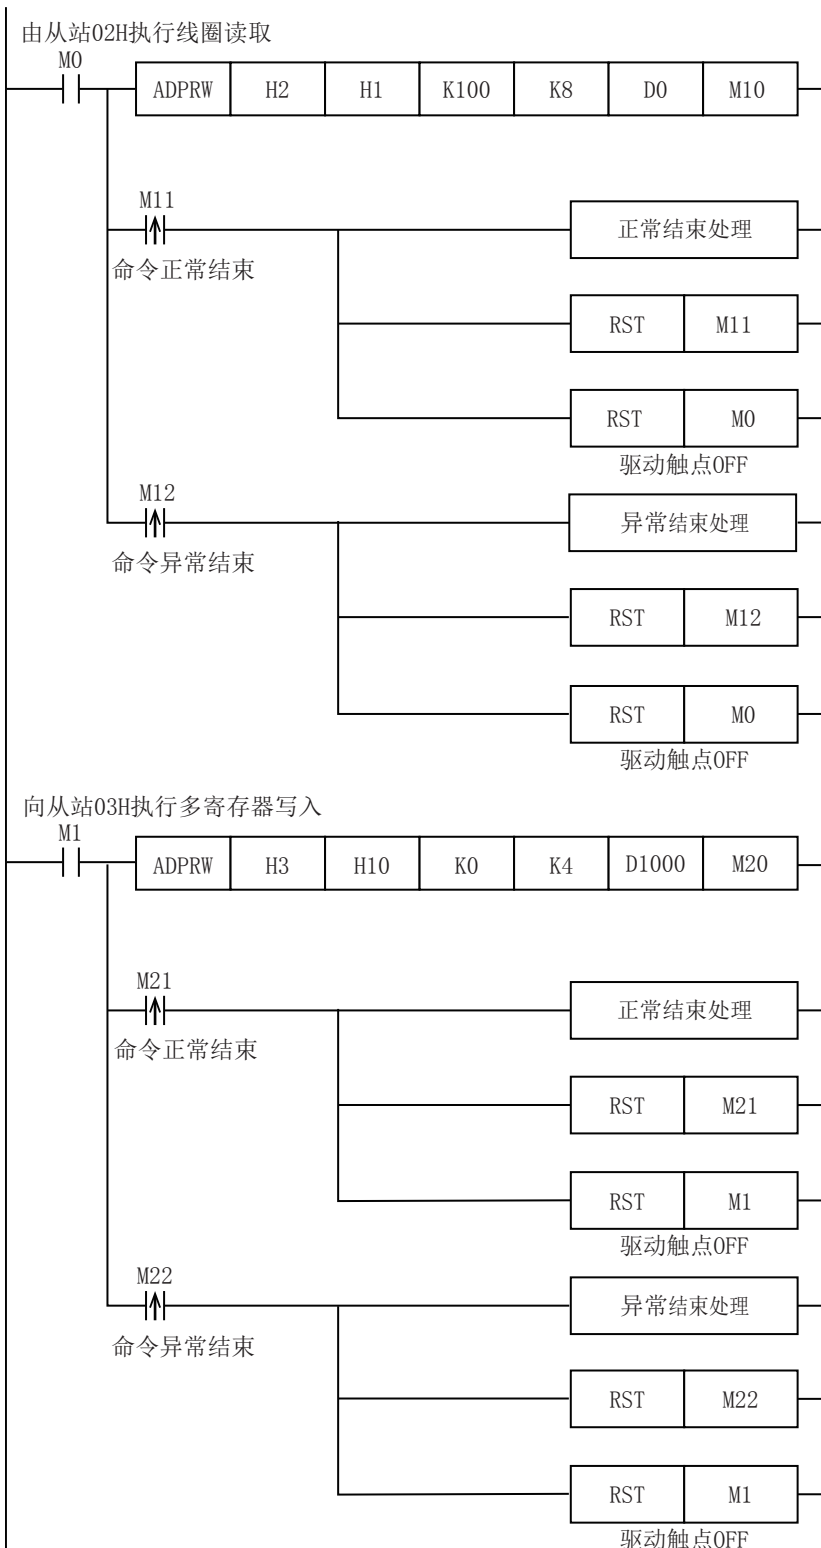 由从站02H执行线圈读取
M0
ADPRW H2 H1 K100 K8 D0 M10
M11
正常结束处理
命令正常结束
RST M11
RST M0
驱动触点OFF
M12
异常结束处理
命令异常结束
RST M12
RST M0
驱动触点OFF
向从站03H执行多寄存器写入
M1
ADPRW H3 H10 K0 K4 D1000 M20
M21
正常结束处理
命令正常结束
RST M21
RST M1
驱动触点OFF
M22
异常结束处理
命令异常结束
RST M22
RST M1
驱动触点OFF